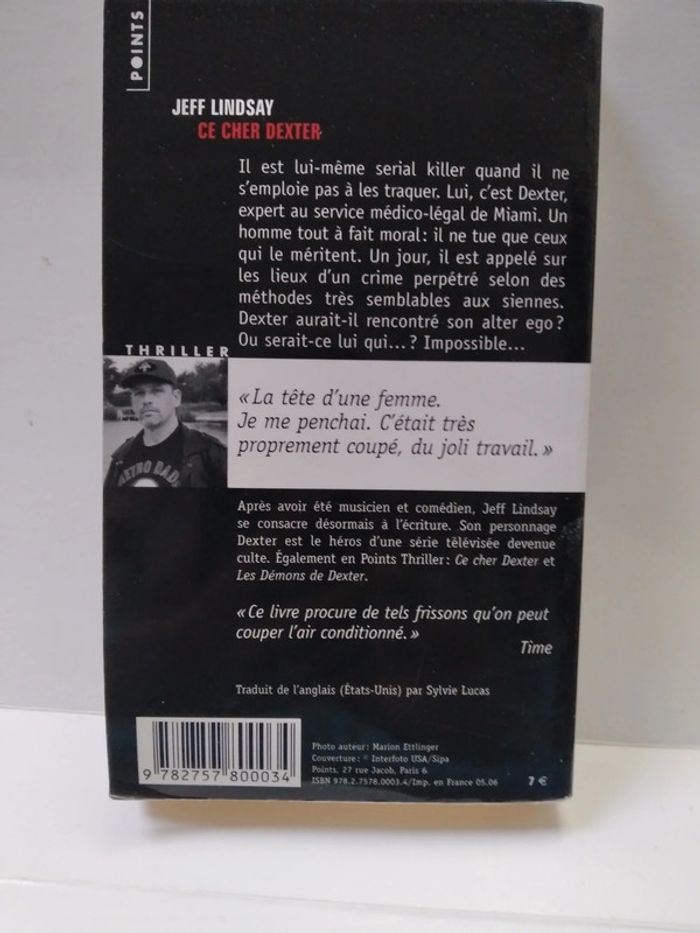 POINTS
JEFF LINDSAY
CE CHER DEXTER
Il est lui-même serial killer quand il ne
s'emploie pas à les traquer. Lui, c'est Dexter,
expert au service médico-légal de Miami. Un
homme tout à fait moral : il ne tue que ceux
qui le méritent. Un jour, il est appelé sur
les lieux d'un crime perpétré selon des
méthodes très semblables aux siennes.
Dexter aurait-il rencontré son alter ego ?
Ou serait-ce lui qui... ? Impossible...
THRILLER
« La tête d'une femme.
Je me penchai. C'était très
proprement coupé, du joli travail. »
Après avoir été musicien et comédien, Jeff Lindsay
se consacre désormais à l'écriture. Son personnage
Dexter est le héros d'une série télévisée devenue
culte. Également en Points Thriller : Ce cher Dexter et
Les Démons de Dexter.
« Ce livre procure de tels frissons qu'on peut
couper l'air conditionné. »
Time
Traduit de l'anglais (États-Unis) par Sylvie Lucas
Photo auteur : Marion Ettlinger
Couverture : © Interfoto USA/Sipa
Points, 27 rue Jacob, Paris 6
ISBN 978.2.7578.0003.4/Imp. en France 05.06
7 €
9 782757 800034